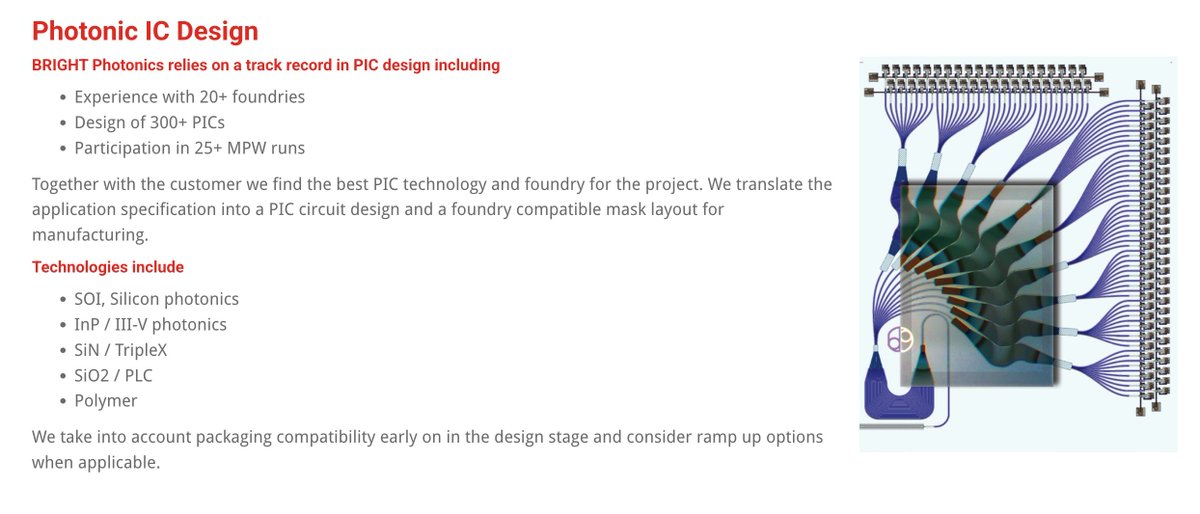 Photonic IC Design
BRIGHT Photonics relies on a track record in PIC design including
• Experience with 20+ foundries
• Design of 300+ PICs
• Participation in 25+ MPW runs
Together with the customer we find the best PIC technology and foundry for the project. We translate the
application specification into a PIC circuit design and a foundry compatible mask layout for
manufacturing.
Technologies include
• SOI, Silicon photonics
• InP / III-V photonics
• SiN / TripleX
• SiO2 / PLC
• Polymer
We take into account packaging compatibility early on in the design stage and consider ramp up options
when applicable.
69